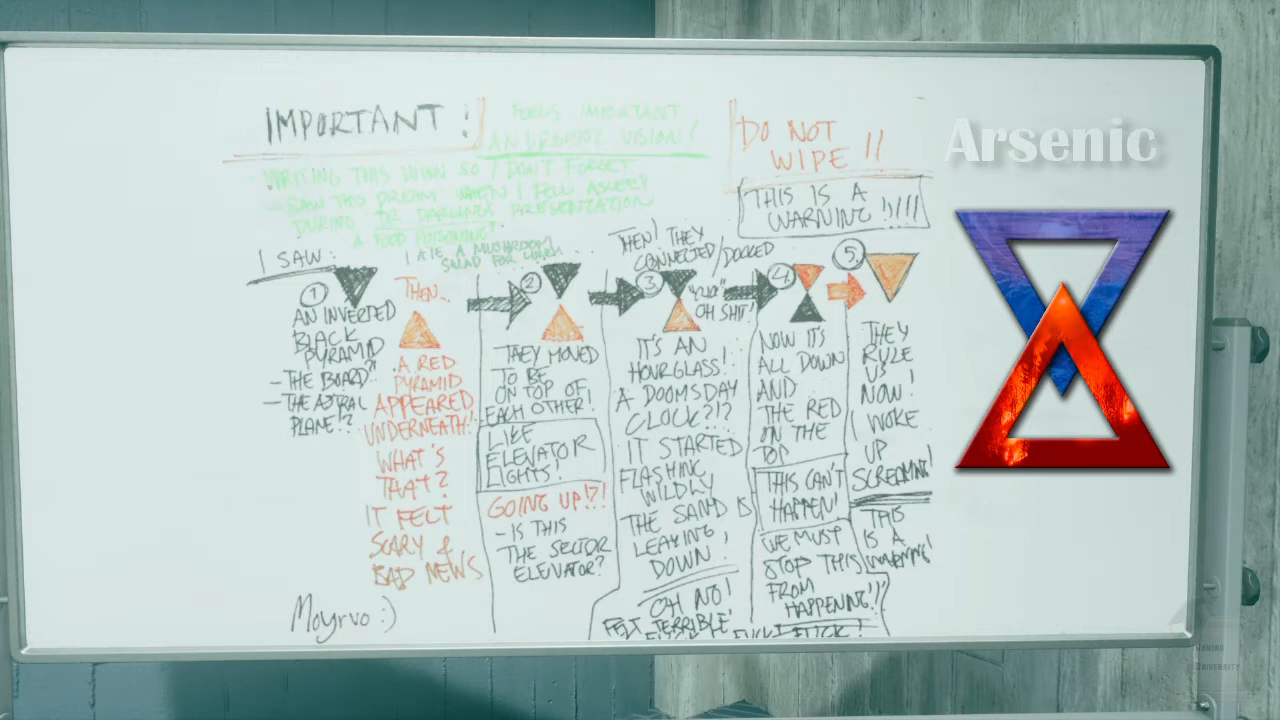 IMPORTANT :
FEELS IMPORTANT
AN URGENT VISION!
DO NOT
WIPE !!
THIS IS A
WARNING !!!!!
- WRITING THIS DOWN SO I DON'T FORGET
- SAW THIS DREAM WHEN I FELL ASLEEP
DURING DR DARLINGS PRESENTATION
A FOOD POISONING?
I ATE A MUSHROOM
SALAD FOR LUNCH
I SAW :
1
AN INVERTED
BLACK
PYRAMID
- THE BOARD?!
- THE ASTRAL
PLANE!?
THEN...
A RED
PYRAMID
APPEARED
UNDERNEATH!
WHAT'S
THAT?
IT FELT
SCARY &
BAD NEWS
2
THEY MOVED
TO BE
ON TOP OF
EACH OTHER!
LIKE
ELEVATOR
LIGHTS!
GOING UP!?!
- IS THIS
THE SECTOR
ELEVATOR?
THEN! THEY
CONNECTED/DOCKED
3
OH SHIT!
IT'S AN
HOURGLASS!
A DOOMSDAY
CLOCK?!?
IT STARTED
FLASHING
WILDLY
THE SAND IS
LEAKING
DOWN!
OH NO!
FELT TERRIBLE!
4
NOW IT'S
ALL DOWN
AND
THE RED
ON THE
TOP
THIS CAN'T
HAPPEN!
WE MUST
STOP THIS
FROM
HAPPENING!!!
FUCK! FUCK!
5
THEY
RULE
US
NOW!
I WOKE
UP
SCREAMING!
THIS
IS A
WARNING!
Moyrvo :)
Arsenic
UNIVERSITY